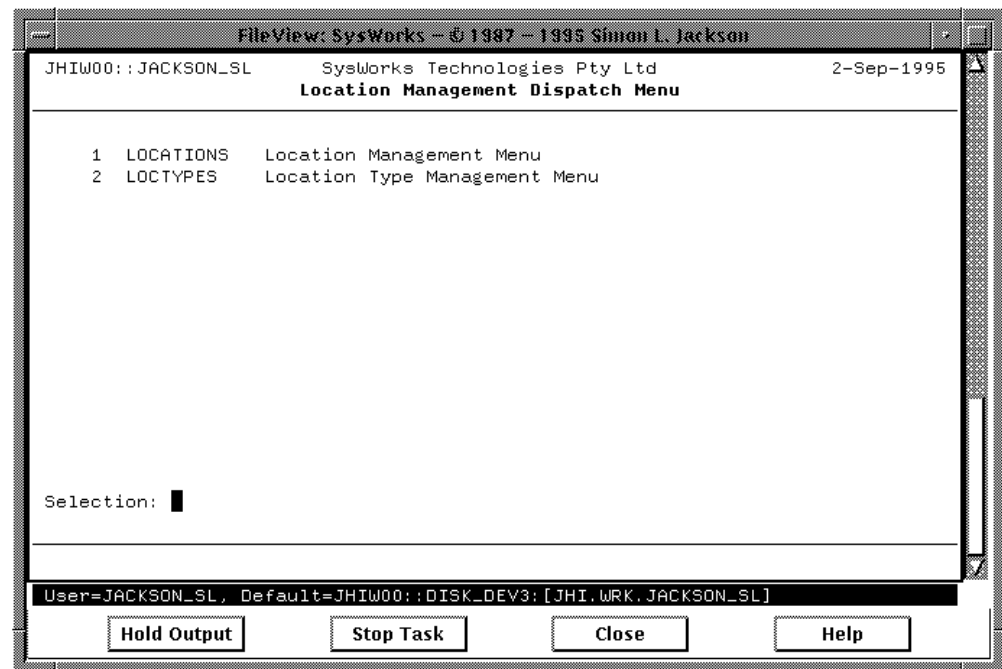 FileView: SysWorks – © 1987 – 1995 Simon L. Jackson
JHIW00::JACKSON_SL SysWorks Technologies Pty Ltd 2-Sep-1995
Location Management Dispatch Menu
1 LOCATIONS Location Management Menu
2 LOCTYPES Location Type Management Menu
Selection:
User=JACKSON_SL, Default=JHIW00::DISK_DEV3:[JHI.WRK.JACKSON_SL]
Hold Output Stop Task Close Help